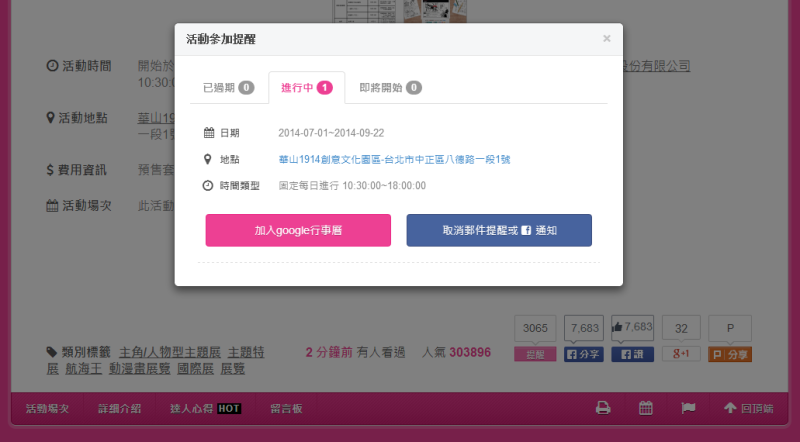 活動參加提醒 ×
已過期 0 進行中 1 即將開始 0
日期 2014-07-01~2014-09-22
地點 華山1914創意文化園區-台北市中正區八德路一段1號
時間類型 固定每日進行 10:30:00~18:00:00
加入google行事曆 取消郵件提醒或 通知
活動時間 開始於
10:30:0
股份有限公司
活動地點 華山19
一段1號
$ 費用資訊 預售套
活動場次 此活動
3065 7,683 7,683 32 P
提醒 分享 讚 g+1 分享
類別標籤 主角/人物型主題展 主題特
展 航海王 動漫畫展覽 國際展 展覽
2 分鐘前 有人看過 人氣 303896
活動場次 詳細介紹 達人心得 HOT 留言板 回頂端